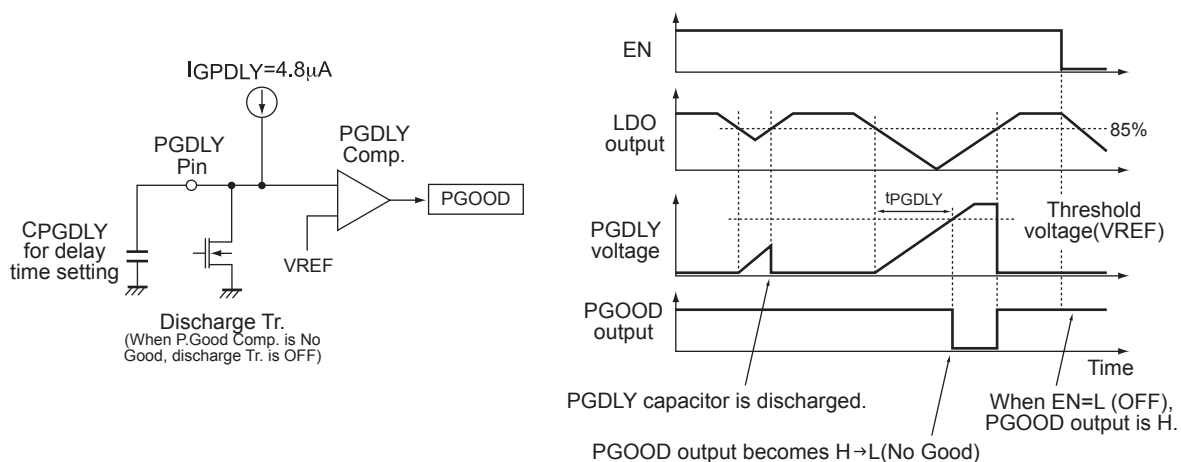 IGPDLY=4.8μA
PGDLY
Pin
PGDLY
Comp.
PGOOD
CPGDLY
for delay
time setting
VREF
Discharge Tr.
(When P.Good Comp. is No
Good, discharge Tr. is OFF)
EN
LDO
output
85%
tPGDLY
PGDLY
voltage
Threshold
voltage(VREF)
PGOOD
output
Time
PGDLY capacitor is discharged.
When EN=L (OFF),
PGOOD output is H.
PGOOD output becomes H→L(No Good)